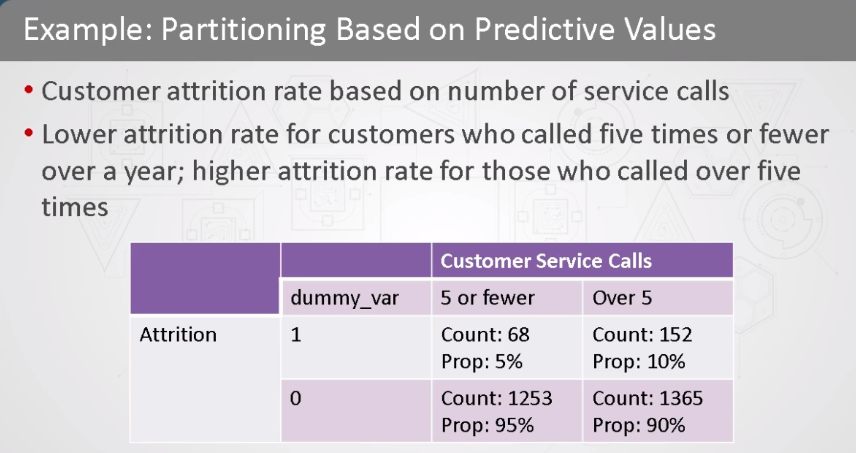 Example: Partitioning Based on Predictive Values
• Customer attrition rate based on number of service calls
• Lower attrition rate for customers who called five times or fewer
over a year; higher attrition rate for those who called over five
times
Customer Service Calls
dummy_var 5 or fewer Over 5
Attrition 1 Count: 68 Count: 152
Prop: 5% Prop: 10%
0 Count: 1253 Count: 1365
Prop: 95% Prop: 90%